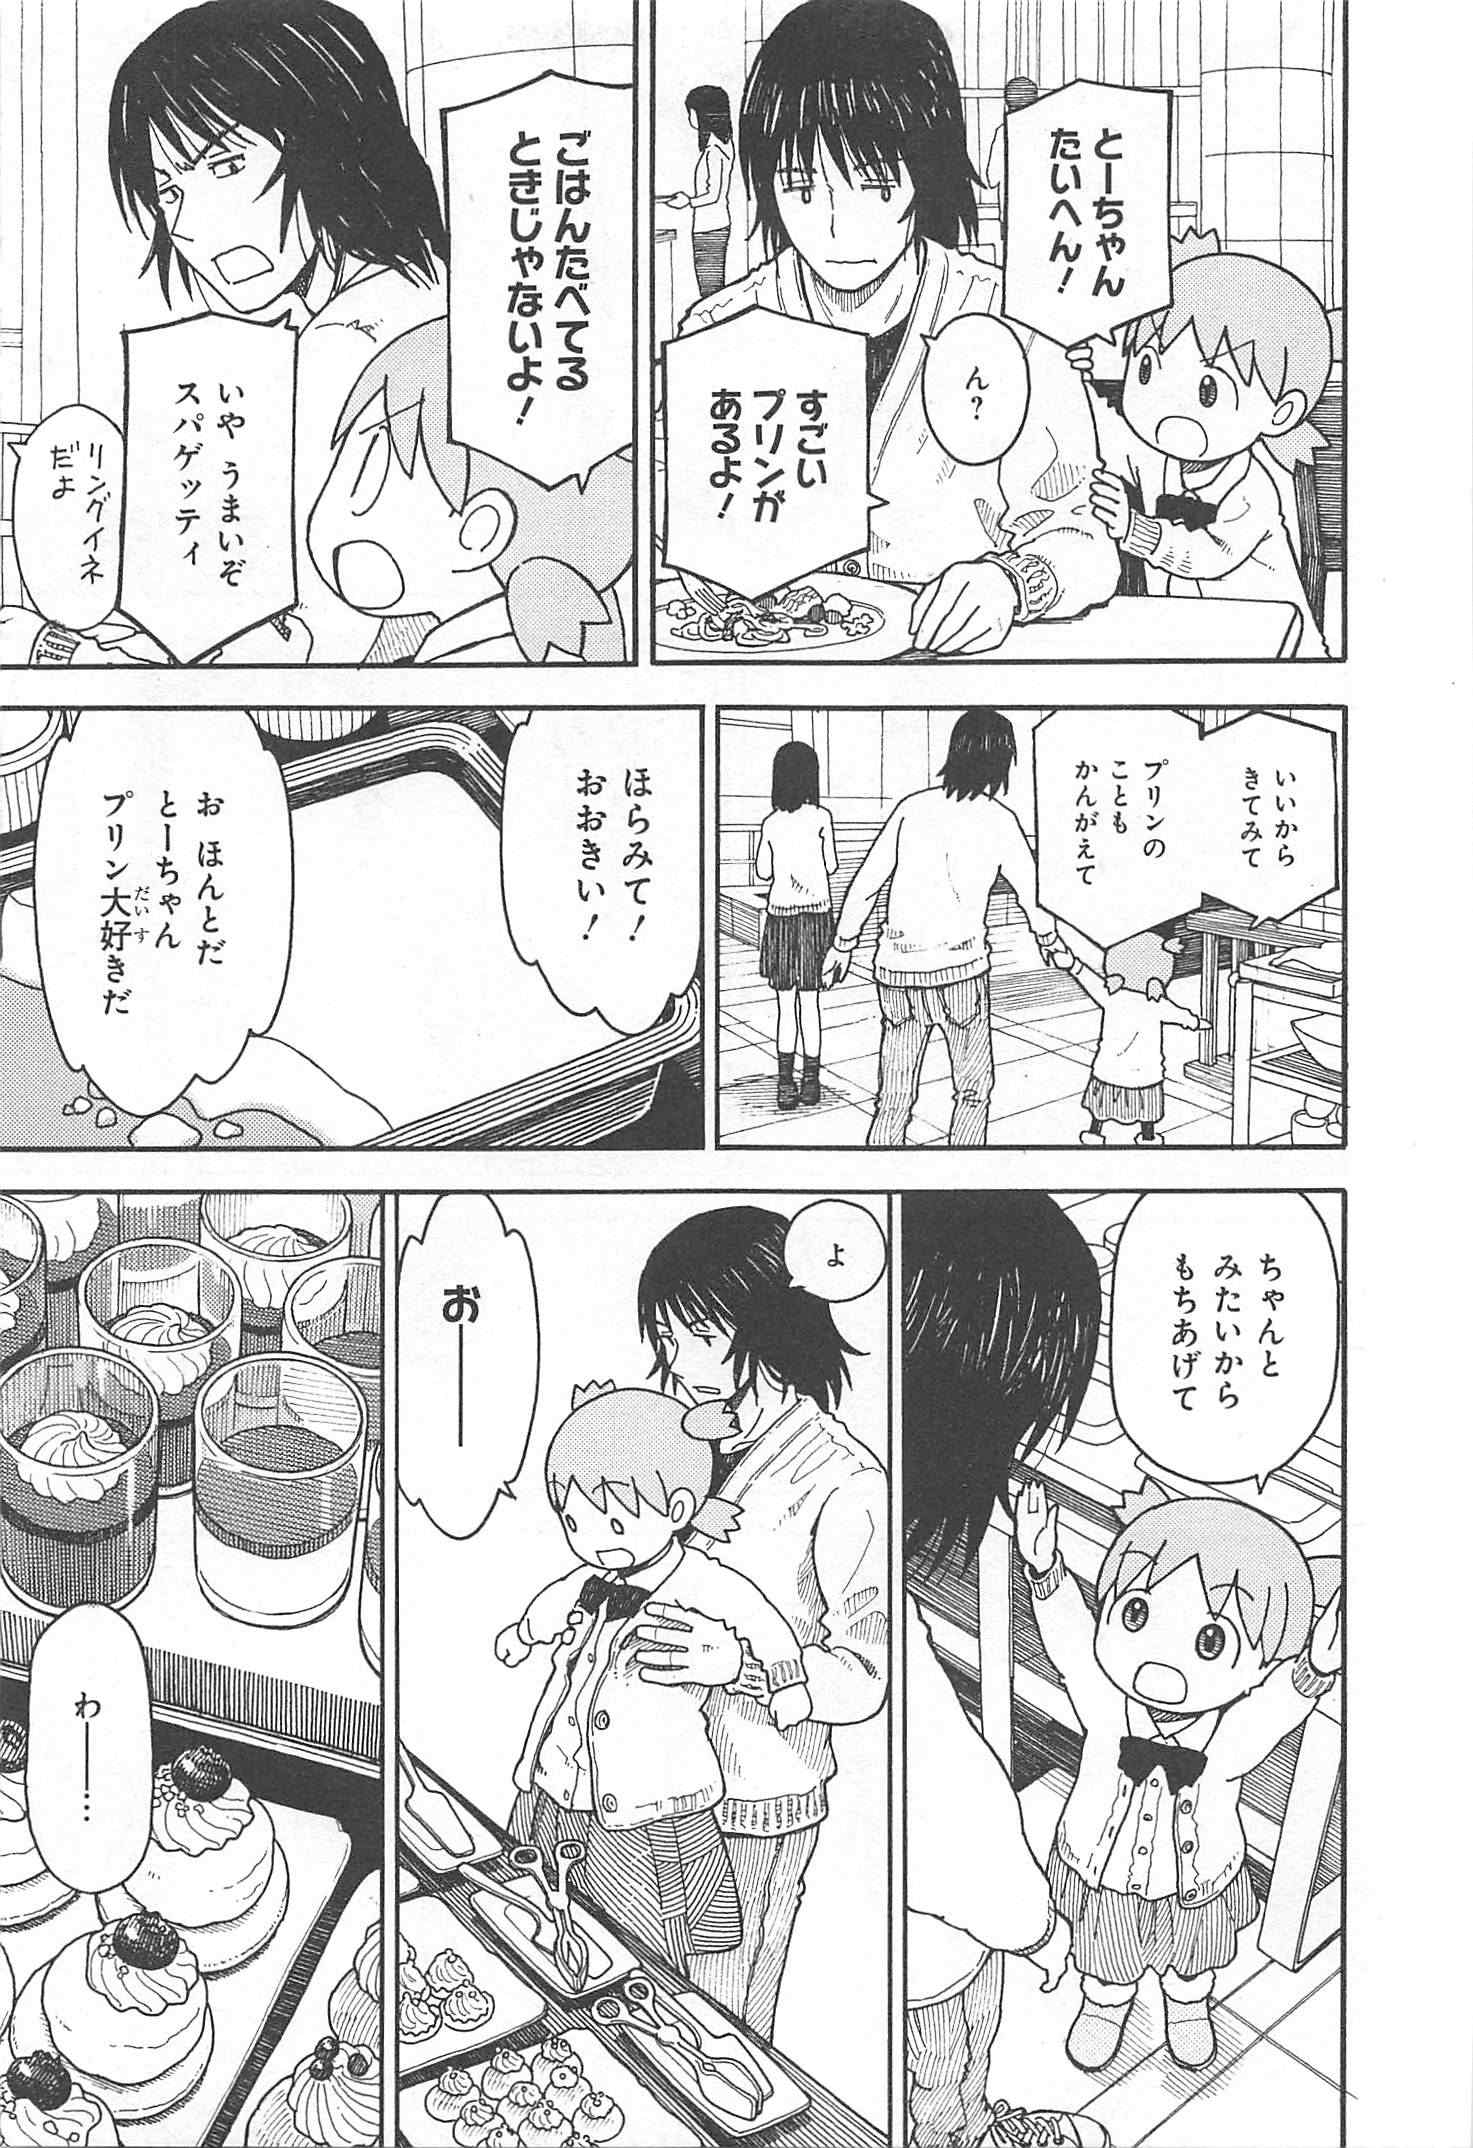 とーちゃん
たいへん！
ん？
すごい
プリンが
あるよ！
ごはんたべてる
ときじゃないよ！
いや うまいぞ
スパゲッティ
リングイネ
だよ
いいから
きてみて
プリンの
ことも
かんがえて
ほらみて！
おおきい！
お ほんとだ
とーちゃん
プリン大好きだ
だいす
ちゃんと
みたいから
もちあげて
よ
おーー
わーー…